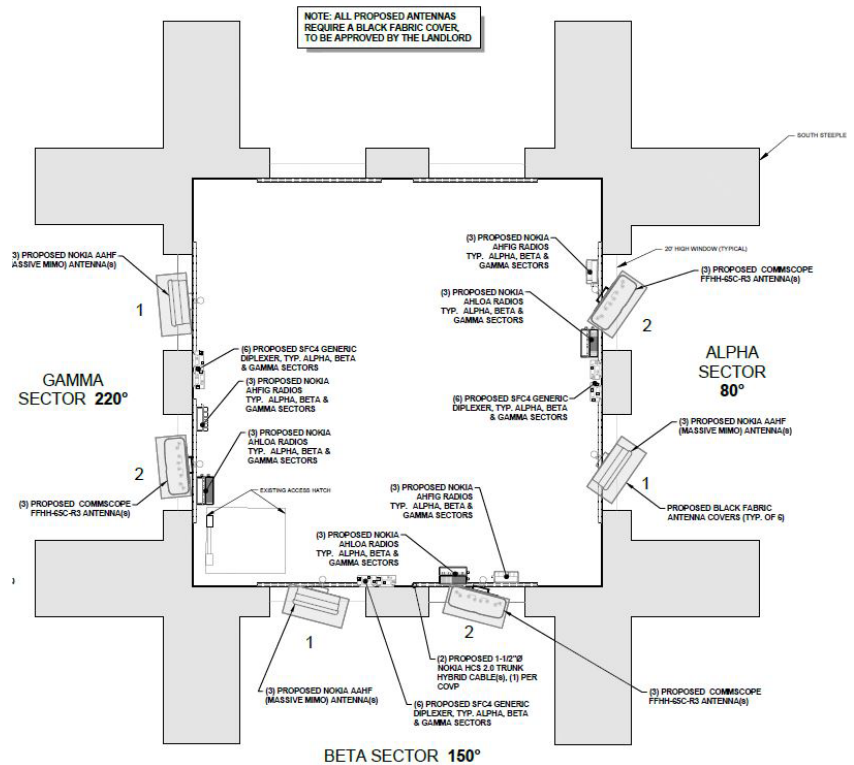 NOTE: ALL PROPOSED ANTENNAS
REQUIRE A BLACK FABRIC COVER,
TO BE APPROVED BY THE LANDLORD
SOUTH STEEPLE
(3) PROPOSED NOKIA
AHFIG RADIOS
TYP. ALPHA, BETA &
GAMMA SECTORS
20' HIGH WINDOW (TYPICAL)
3) PROPOSED NOKIA AAHF
MASSIVE MIMO) ANTENNA(s)
(3) PROPOSED COMMSCOPE
FFHH-65C-R3 ANTENNA(s)
(3) PROPOSED NOKIA
AHLOA RADIOS
TYP. ALPHA, BETA
& GAMMA SECTORS
1
2
(6) PROPOSED SFC4 GENERIC
DIPLEXER, TYP. ALPHA, BETA
& GAMMA SECTORS
ALPHA
SECTOR
80°
GAMMA
SECTOR 220°
(3) PROPOSED NOKIA
AHFIG RADIOS
TYP. ALPHA, BETA &
GAMMA SECTORS
(6) PROPOSED SFC4 GENERIC
DIPLEXER, TYP. ALPHA, BETA
& GAMMA SECTORS
(3) PROPOSED NOKIA AAHF
(MASSIVE MIMO) ANTENNA(s)
(3) PROPOSED NOKIA
AHLOA RADIOS
TYP. ALPHA, BETA &
GAMMA SECTORS
2
1
(3) PROPOSED COMMSCOPE
FFHH-65C-R3 ANTENNA(s)
EXISTING ACCESS HATCH
(3) PROPOSED NOKIA
AHFIG RADIOS
TYP. ALPHA, BETA &
GAMMA SECTORS
PROPOSED BLACK FABRIC
ANTENNA COVERS (TYP. OF 6)
(3) PROPOSED NOKIA
AHLOA RADIOS
TYP. ALPHA, BETA &
GAMMA SECTORS
1
2
(2) PROPOSED 1-1/2"Ø
NOKIA HCS 2.0 TRUNK
HYBRID CABLE(s), (1) PER
COVP
(3) PROPOSED NOKIA AAHF
(MASSIVE MIMO) ANTENNA(s)
(3) PROPOSED COMMSCOPE
FFHH-65C-R3 ANTENNA(s)
(6) PROPOSED SFC4 GENERIC
DIPLEXER, TYP. ALPHA, BETA
& GAMMA SECTORS
BETA SECTOR 150°